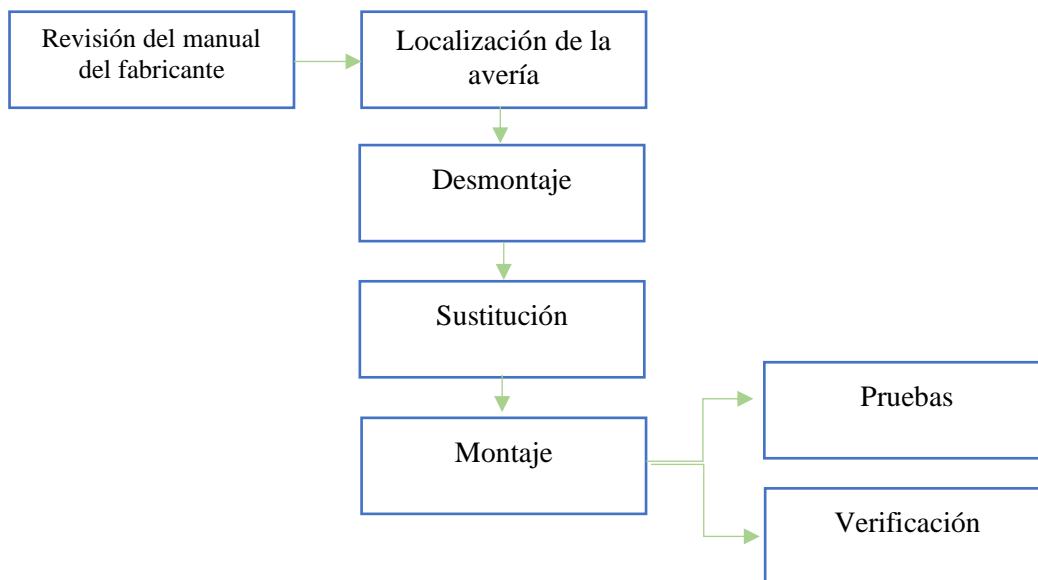 Revisión del manual
del fabricante
Localización de la
avería
Desmontaje
Sustitución
Montaje
Pruebas
Verificación